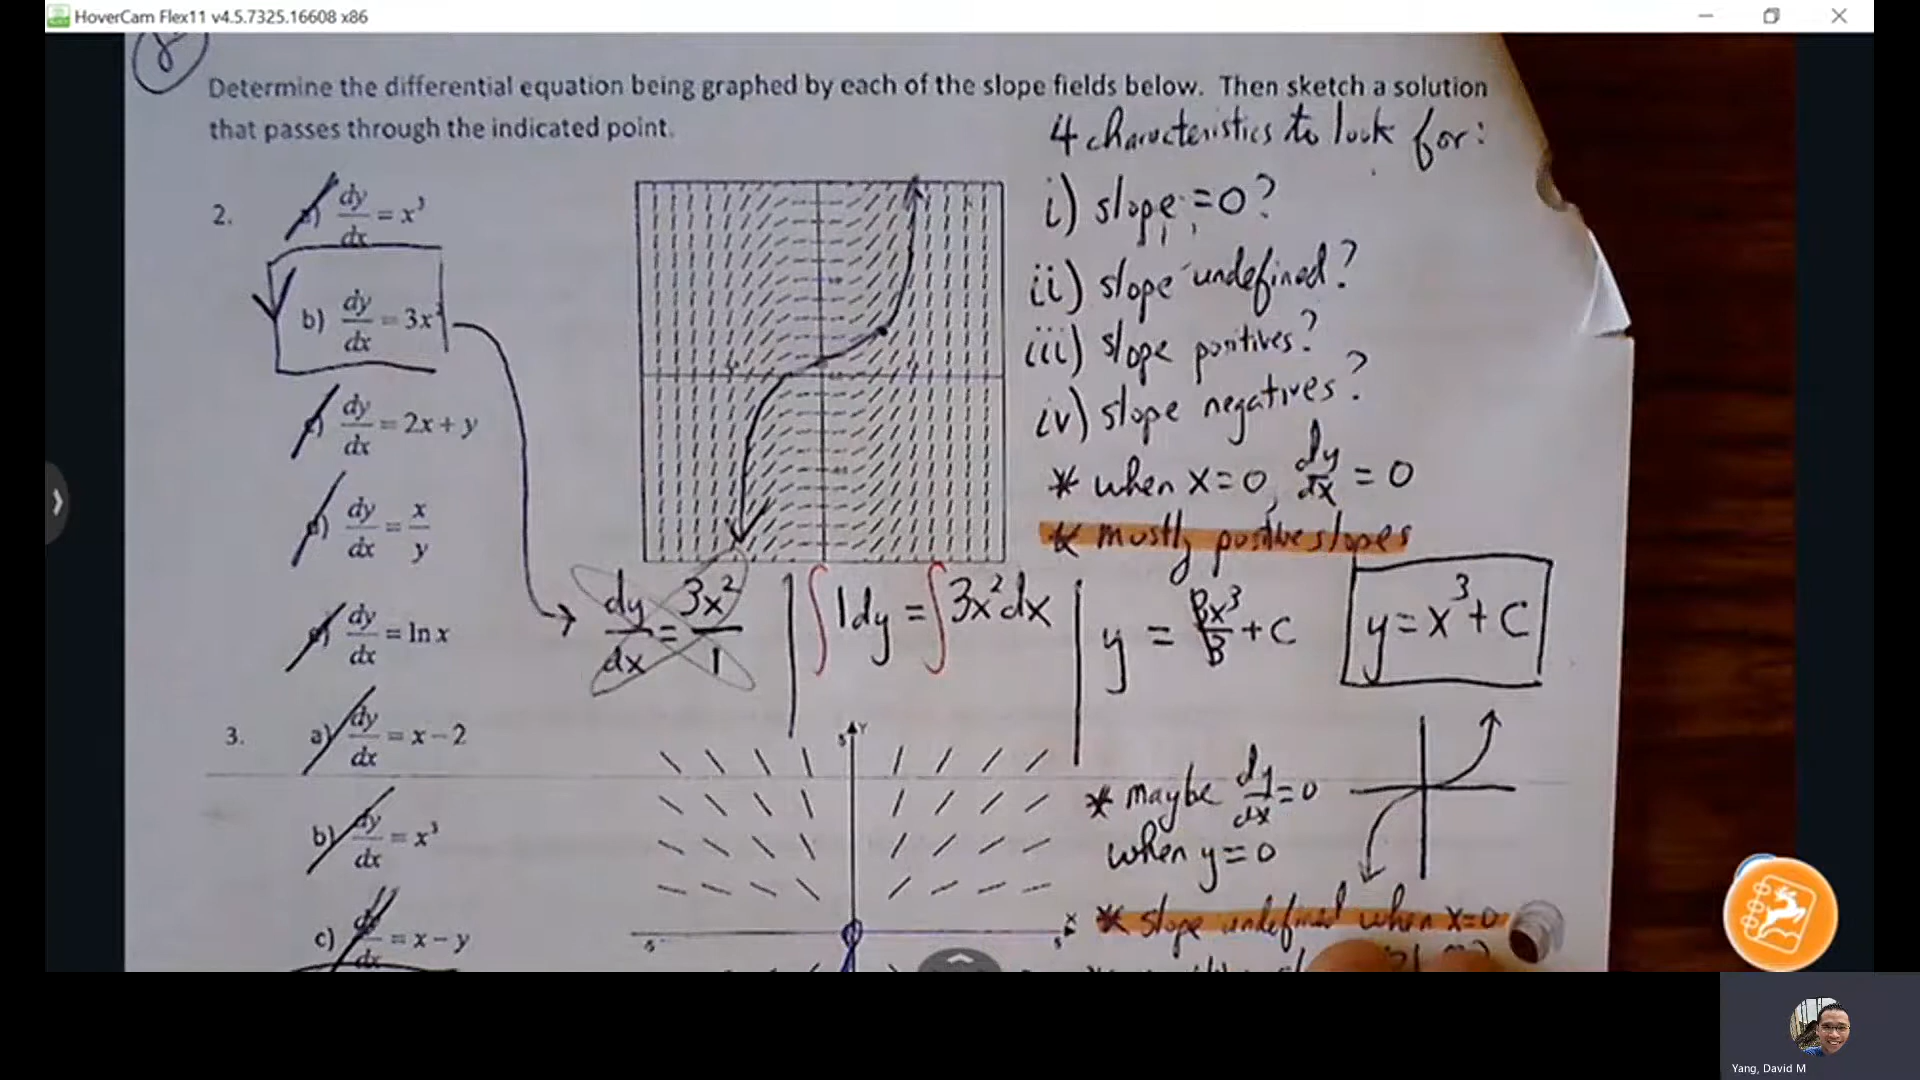 HoverCam Flex11 v4.5.7325.16608 x86
8
Determine the differential equation being graphed by each of the slope fields below. Then sketch a solution
that passes through the indicated point.
4 characteristics to look for:
i) slope = 0?
ii) slope undefined?
iii) slope positives?
iv) slope negatives?
* when x=0, dy/dx = 0
* mostly positive slopes
2.
dy/dx = x³
b) dy/dx = 3x²
dy/dx = 2x + y
dy/dx = x/y
dy/dx = ln x
dy/dx = 3x²/1
∫1dy = ∫3x²dx
y = 3x³/3 + C
y = x³ + C
3.
a) dy/dx = x − 2
b) dy/dx = x³
c) dy/dx = x − y
5 Y
-5
5 X
* maybe dy/dx = 0
when y = 0
* slope undefined when x=0
Yang, David M